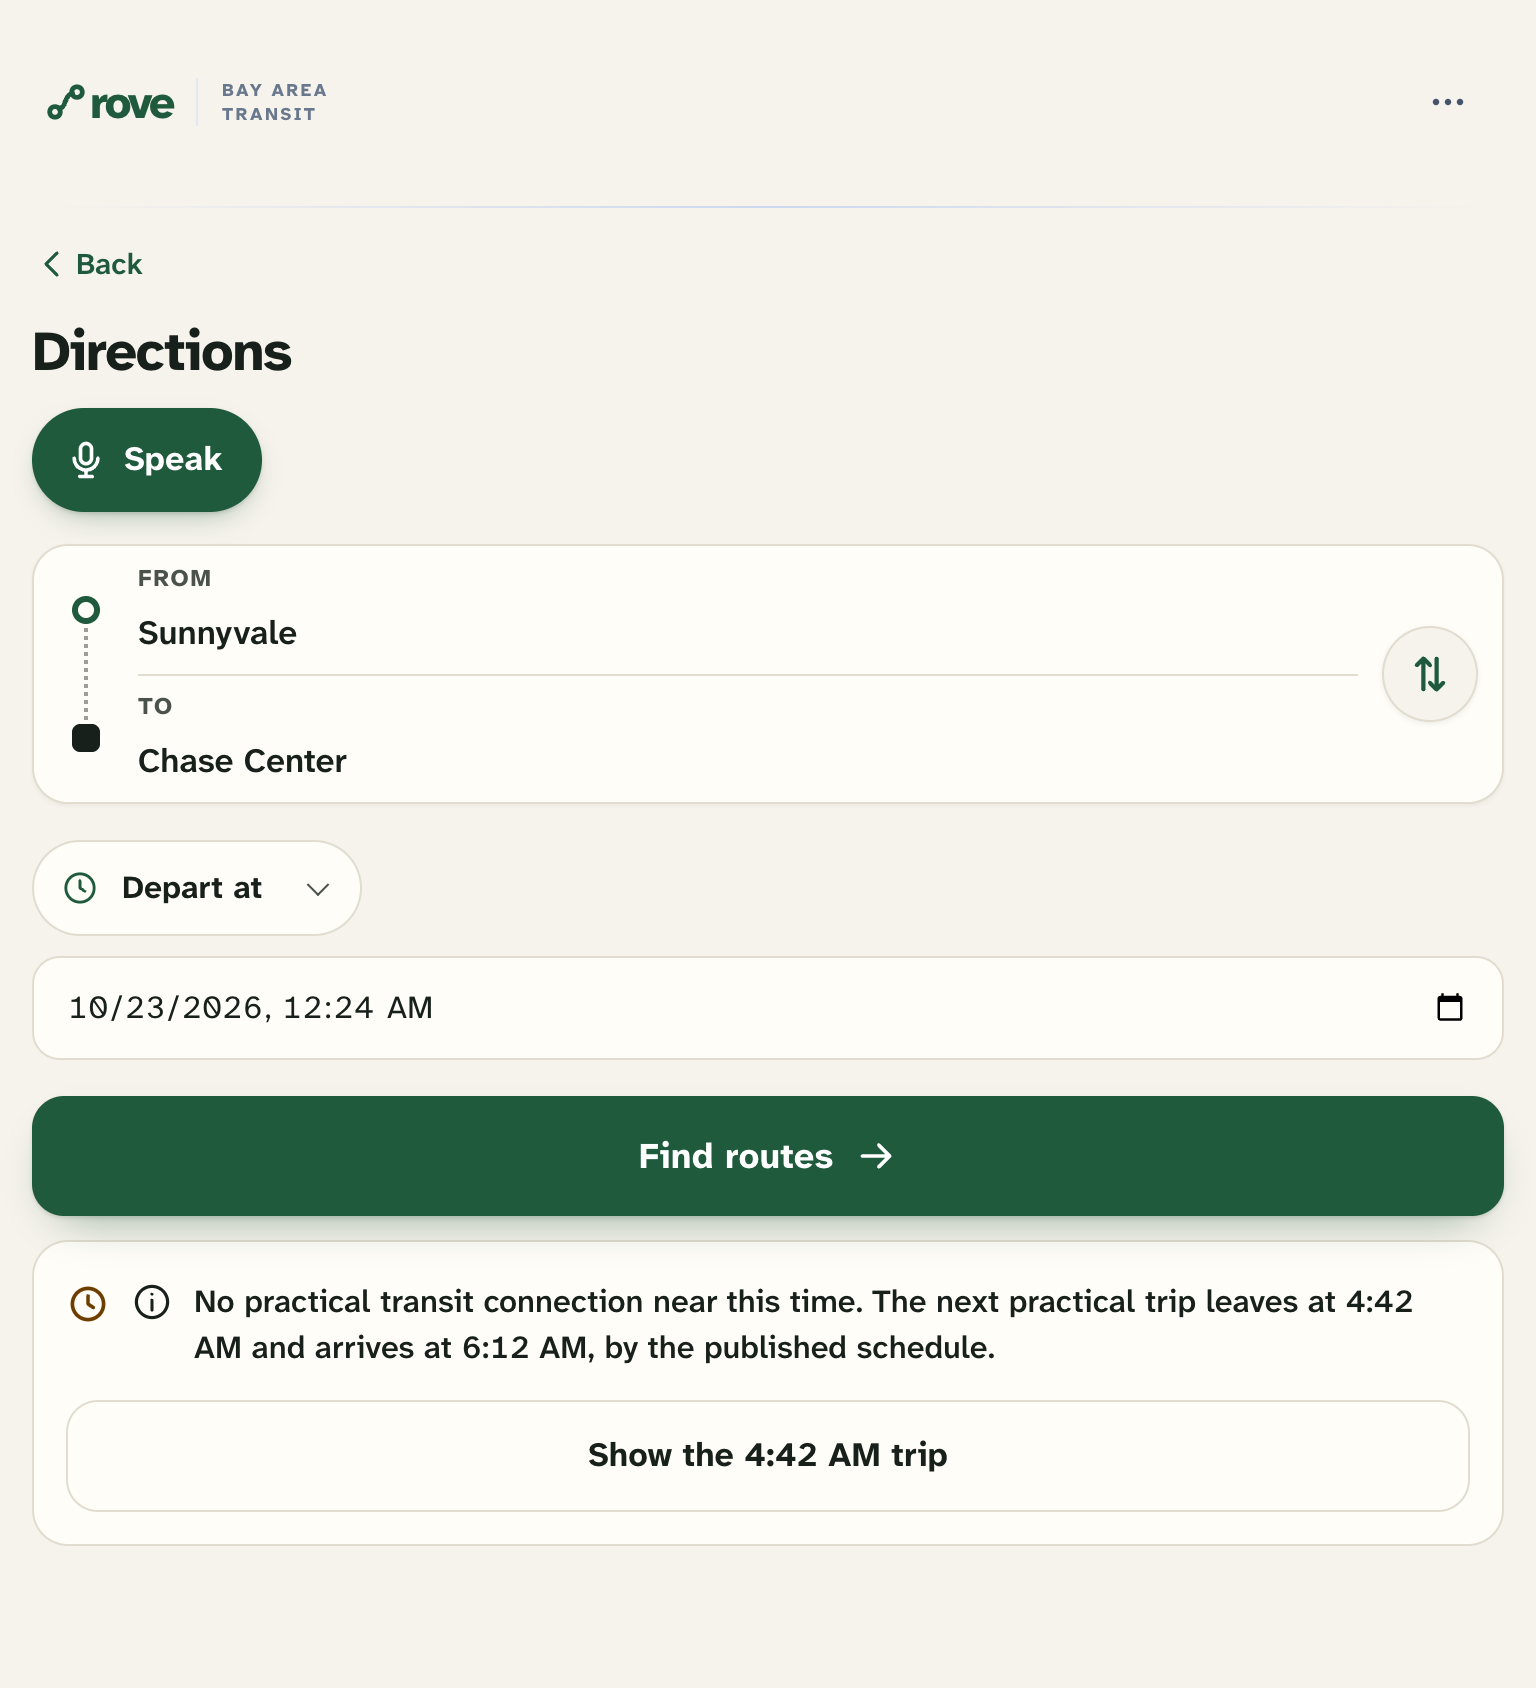 rove
BAY AREA
TRANSIT
Back
Directions
Speak
FROM
Sunnyvale
TO
Chase Center
Depart at
10/23/2026, 12:24 AM
Find routes
No practical transit connection near this time. The next practical trip leaves at 4:42
AM and arrives at 6:12 AM, by the published schedule.
Show the 4:42 AM trip